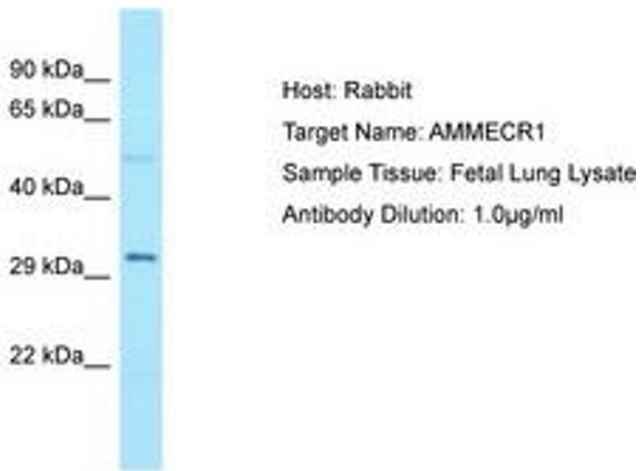 90 kDa
65 kDa
40 kDa
29 kDa
22 kDa
Host: Rabbit
Target Name: AMMECR1
Sample Tissue: Fetal Lung Lysate
Antibody Dilution: 1.0µg/ml